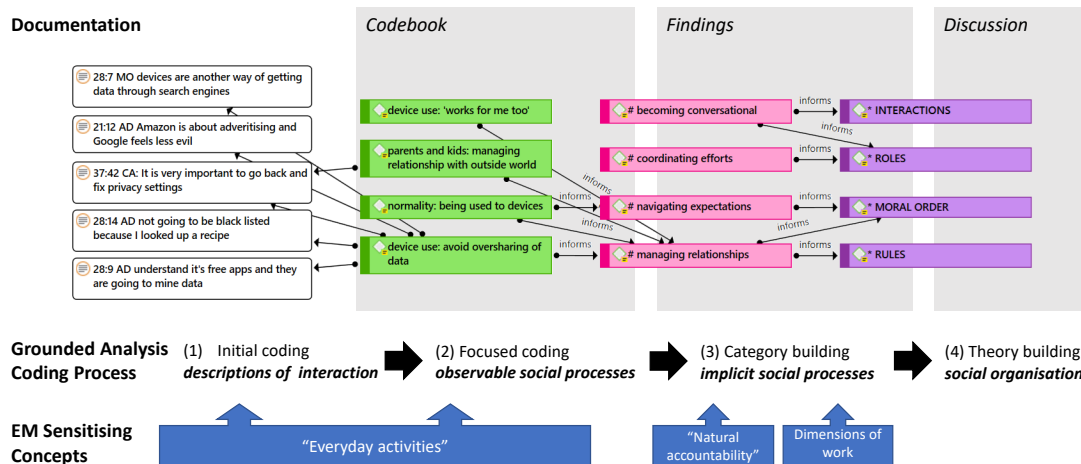 Documentation
Codebook
Findings
Discussion
28:7 MO devices are another way of getting
data through search engines
21:12 AD Amazon is about adveritising and
Google feels less evil
37:42 CA: It is very important to go back and
fix privacy settings
28:14 AD not going to be black listed
because I looked up a recipe
28:9 AD understand it's free apps and they
are going to mine data
device use: 'works for me too'
parents and kids: managing
relationship with outside world
normality: being used to devices
device use: avoid oversharing of
data
informs
informs
informs
informs
# becoming conversational
# coordinating efforts
# navigating expectations
# managing relationships
informs
informs
informs
informs
informs
informs
* INTERACTIONS
* ROLES
* MORAL ORDER
* RULES
Grounded Analysis
Coding Process
(1) Initial coding
descriptions of interaction
(2) Focused coding
observable social processes
(3) Category building
implicit social processes
(4) Theory building
social organisation
EM Sensitising
Concepts
“Everyday activities”
“Natural
accountability”
Dimensions of
work